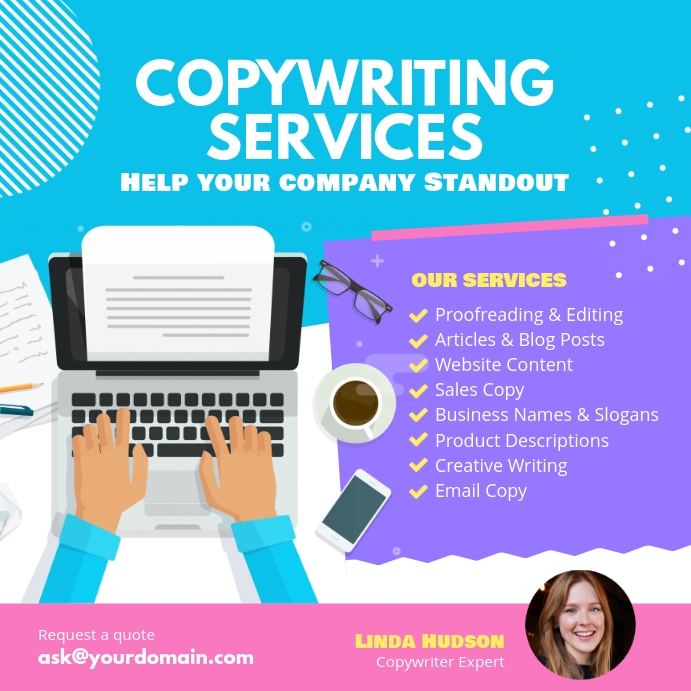 COPYWRITING
SERVICES
HELP YOUR COMPANY STANDOUT
OUR SERVICES
Proofreading & Editing
Articles & Blog Posts
Website Content
Sales Copy
Business Names & Slogans
Product Descriptions
Creative Writing
Email Copy
Request a quote
ask@yourdomain.com
LINDA HUDSON
Copywriter Expert